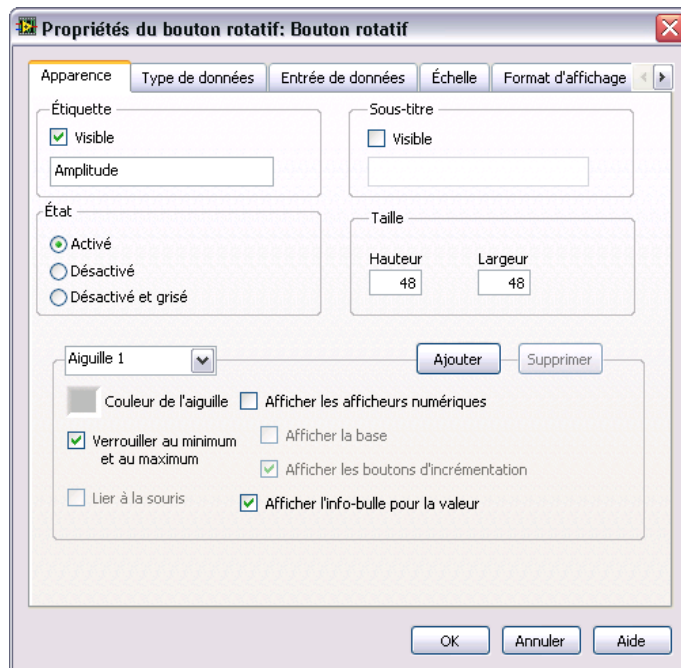 Propriétés du bouton rotatif: Bouton rotatif
Apparence
Type de données
Entrée de données
Échelle
Format d'affichage
Étiquette
Visible
Amplitude
Sous-titre
Visible
État
Activé
Désactivé
Désactivé et grisé
Taille
Hauteur
Largeur
48
48
Aiguille 1
Ajouter
Supprimer
Couleur de l'aiguille
Afficher les afficheurs numériques
Verrouiller au minimum
et au maximum
Afficher la base
Afficher les boutons d'incrémentation
Lier à la souris
Afficher l'info-bulle pour la valeur
OK
Annuler
Aide